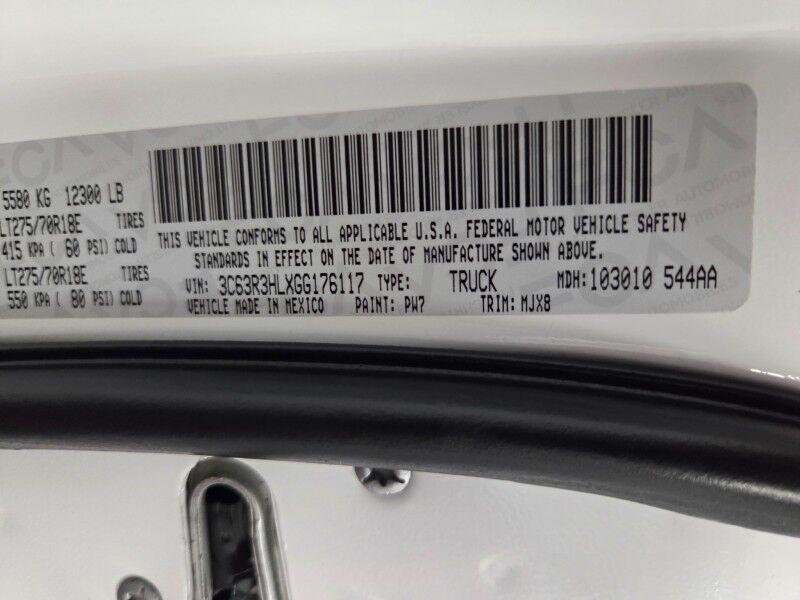 5580 KG 12300 LB
LT275/70R18E TIRES
415 KPA ( 60 PSI) COLD
LT275/70R18E TIRES
550 KPA ( 80 PSI) COLD
THIS VEHICLE CONFORMS TO ALL APPLICABLE U.S.A. FEDERAL MOTOR VEHICLE SAFETY
STANDARDS IN EFFECT ON THE DATE OF MANUFACTURE SHOWN ABOVE.
VIN: 3C63R3HLXGG176117 TYPE: TRUCK MDH: 103010 544AA
VEHICLE MADE IN MEXICO PAINT: PW7 TRIM: MJX8